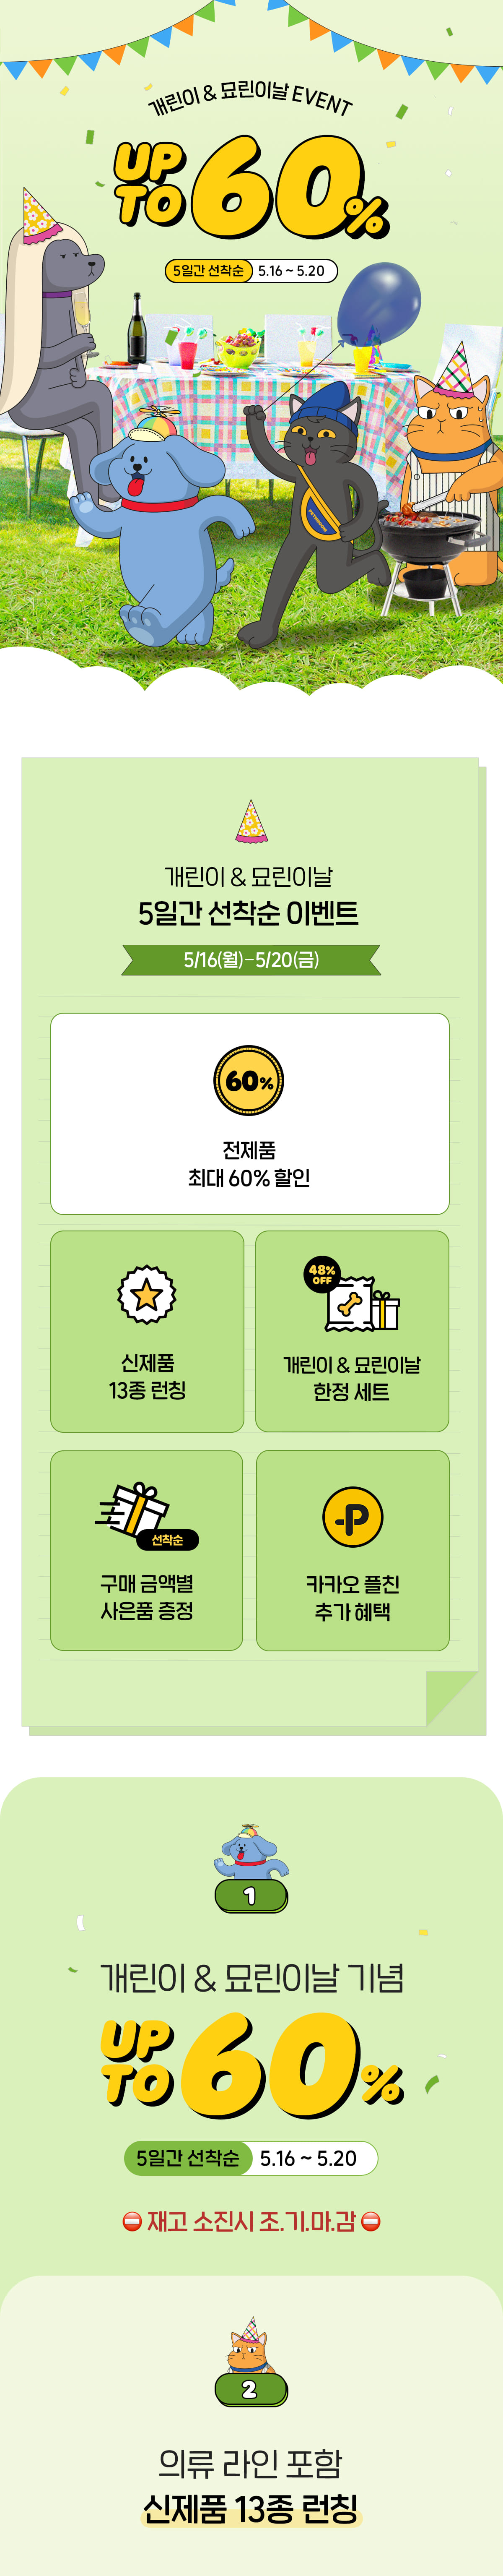 개린이 & 묘린이날 EVENT
UP TO 60%
5일간 선착순 5.16 ~ 5.20
개린이 & 묘린이날
5일간 선착순 이벤트
5/16(월)-5/20(금)
60%
전제품
최대 60% 할인
신제품
13종 런칭
48%
OFF
개린이 & 묘린이날
한정 세트
선착순
구매 금액별
사은품 증정
P
카카오 플친
추가 혜택
1
개린이 & 묘린이날 기념
UP TO 60%
5일간 선착순 5.16 ~ 5.20
재고 소진시 조.기.마.감
2
의류 라인 포함
신제품 13종 런칭